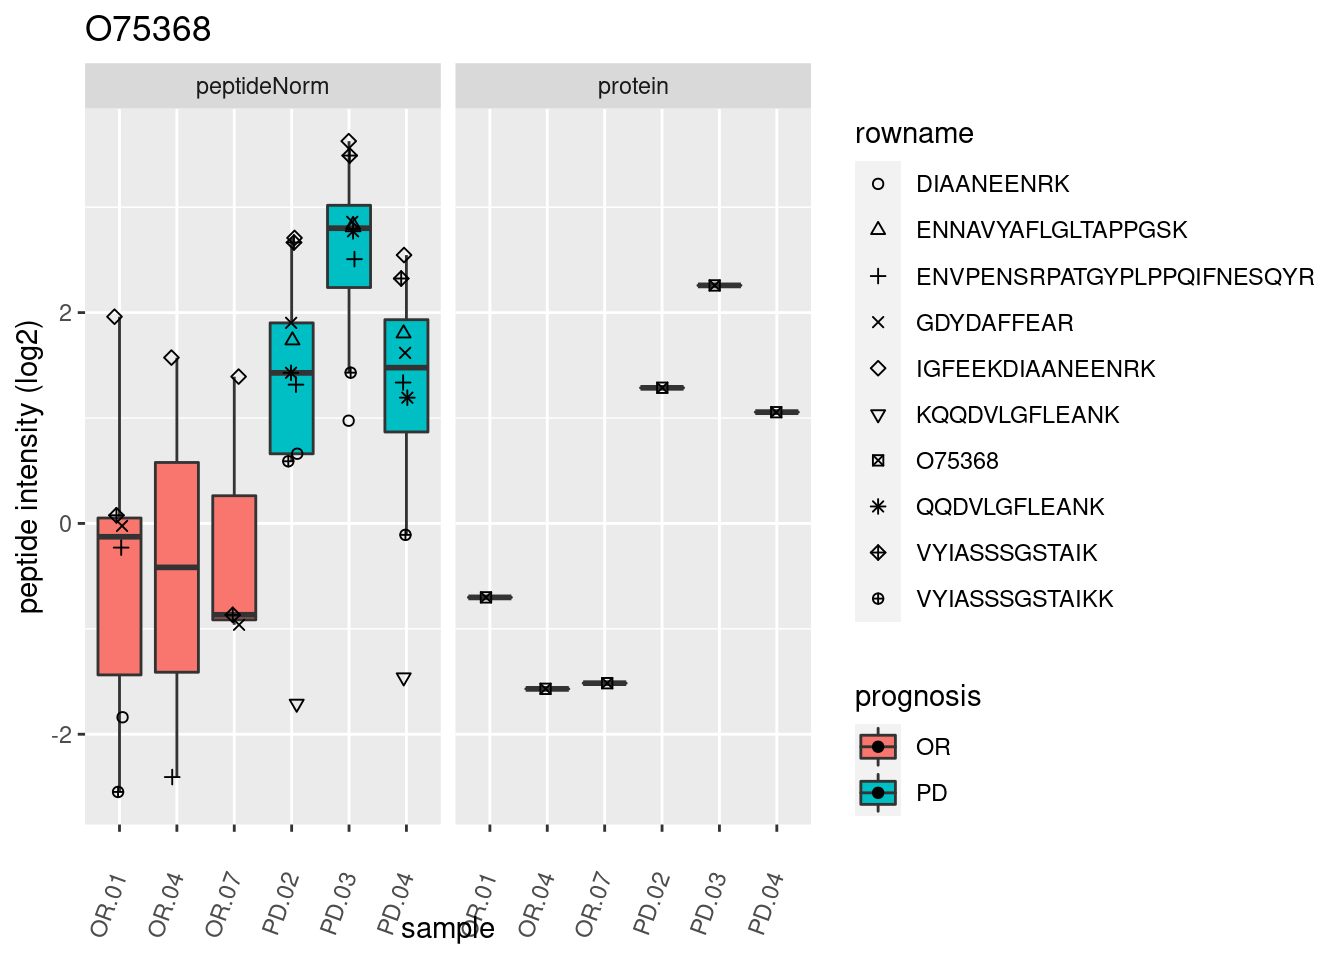 O75368
peptideNorm
protein
peptide intensity (log2)
2
0
-2
OR.01
OR.04
OR.07
PD.02
PD.03
PD.04
OR.01
OR.04
OR.07
PD.02
PD.03
PD.04
sample
rowname
DIAANEENRK
ENNAVYAFLGLTAPPGSK
ENVPENSRPATGYPLPPQIFNESQYR
GDYDAFFEAR
IGFEEKDIAANEENRK
KQQDVLGFLEANK
O75368
QQDVLGFLEANK
VYIASSSGSTAIK
VYIASSSGSTAIKK
prognosis
OR
PD